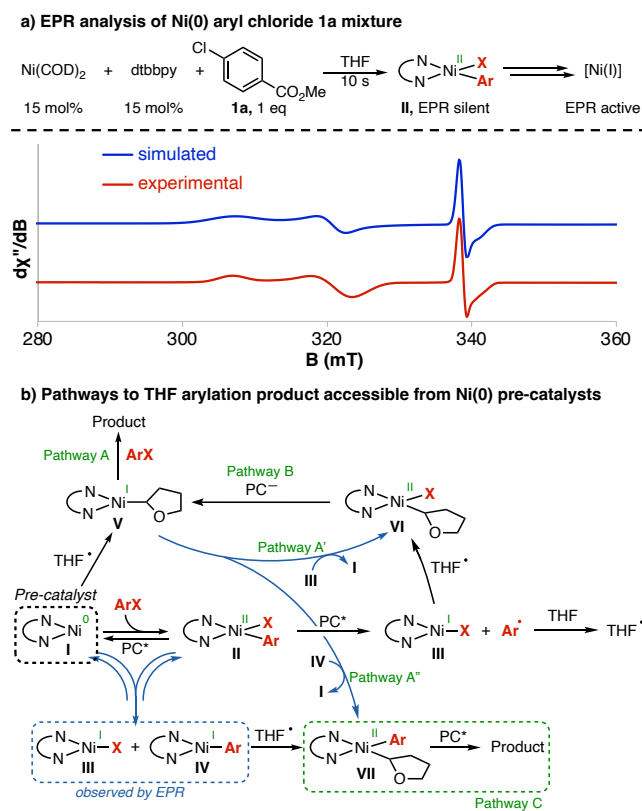 a) EPR analysis of Ni(0) aryl chloride 1a mixture
Ni(COD)2 + dtbbpy + Cl CO2Me THF 10 s N N Ni II X Ar [Ni(I)]
15 mol% 15 mol% 1a, 1 eq II, EPR silent EPR active
simulated
experimental
dχ"/dB
280 300 320 340 360
B (mT)
b) Pathways to THF arylation product accessible from Ni(0) pre-catalysts
Product
Pathway A ArX
N N Ni I O V
Pathway B
PC−
N N Ni II X O VI
THF•
Pathway A'
III I
THF•
Pre-catalyst
N N Ni 0 I
ArX
PC*
N N Ni II X Ar II
PC*
N N Ni I X III + Ar•
THF
THF•
IV
I
Pathway A''
N N Ni I X III + N N Ni I Ar IV
THF•
N N Ni II Ar O VII
PC*
Product
observed by EPR
Pathway C